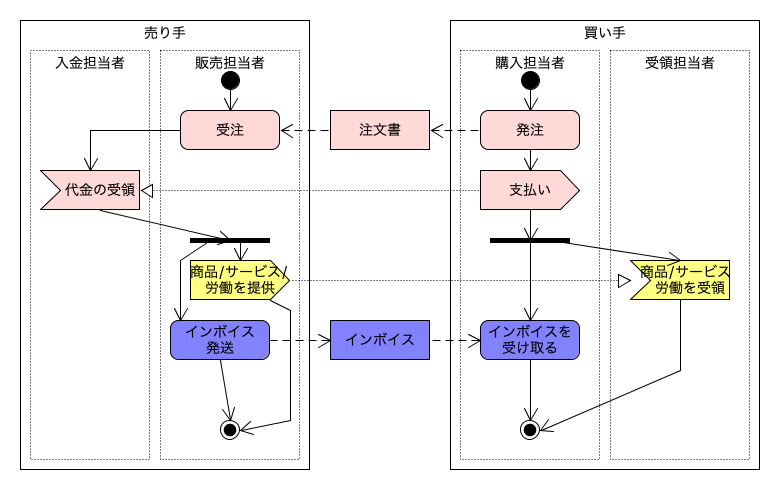 売り手
買い手
入金担当者
販売担当者
購入担当者
受領担当者
受注
注文書
発注
代金の受領
支払い
商品/サービス/
労働を提供
商品/サービス
労働を受領
インボイス
発送
インボイス
インボイスを
受け取る